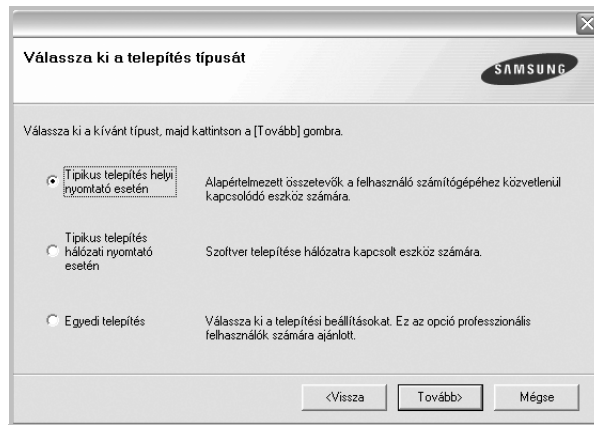 Válassza ki a telepítés típusát
SAMSUNG
Válassza ki a kívánt típust, majd kattintson a [Tovább] gombra.
Tipikus telepítés helyi
nyomtató esetén
Alapértelmezett összetevők a felhasználó számítógépéhez közvetlenül
kapcsolódó eszköz számára.
Tipikus telepítés
hálózati nyomtató
esetén
Szoftver telepítése hálózatra kapcsolt eszköz számára.
Egyedi telepítés
Válassza ki a telepítési beállításokat. Ez az opció professzionális
felhasználók számára ajánlott.
<Vissza
Tovább>
Mégse